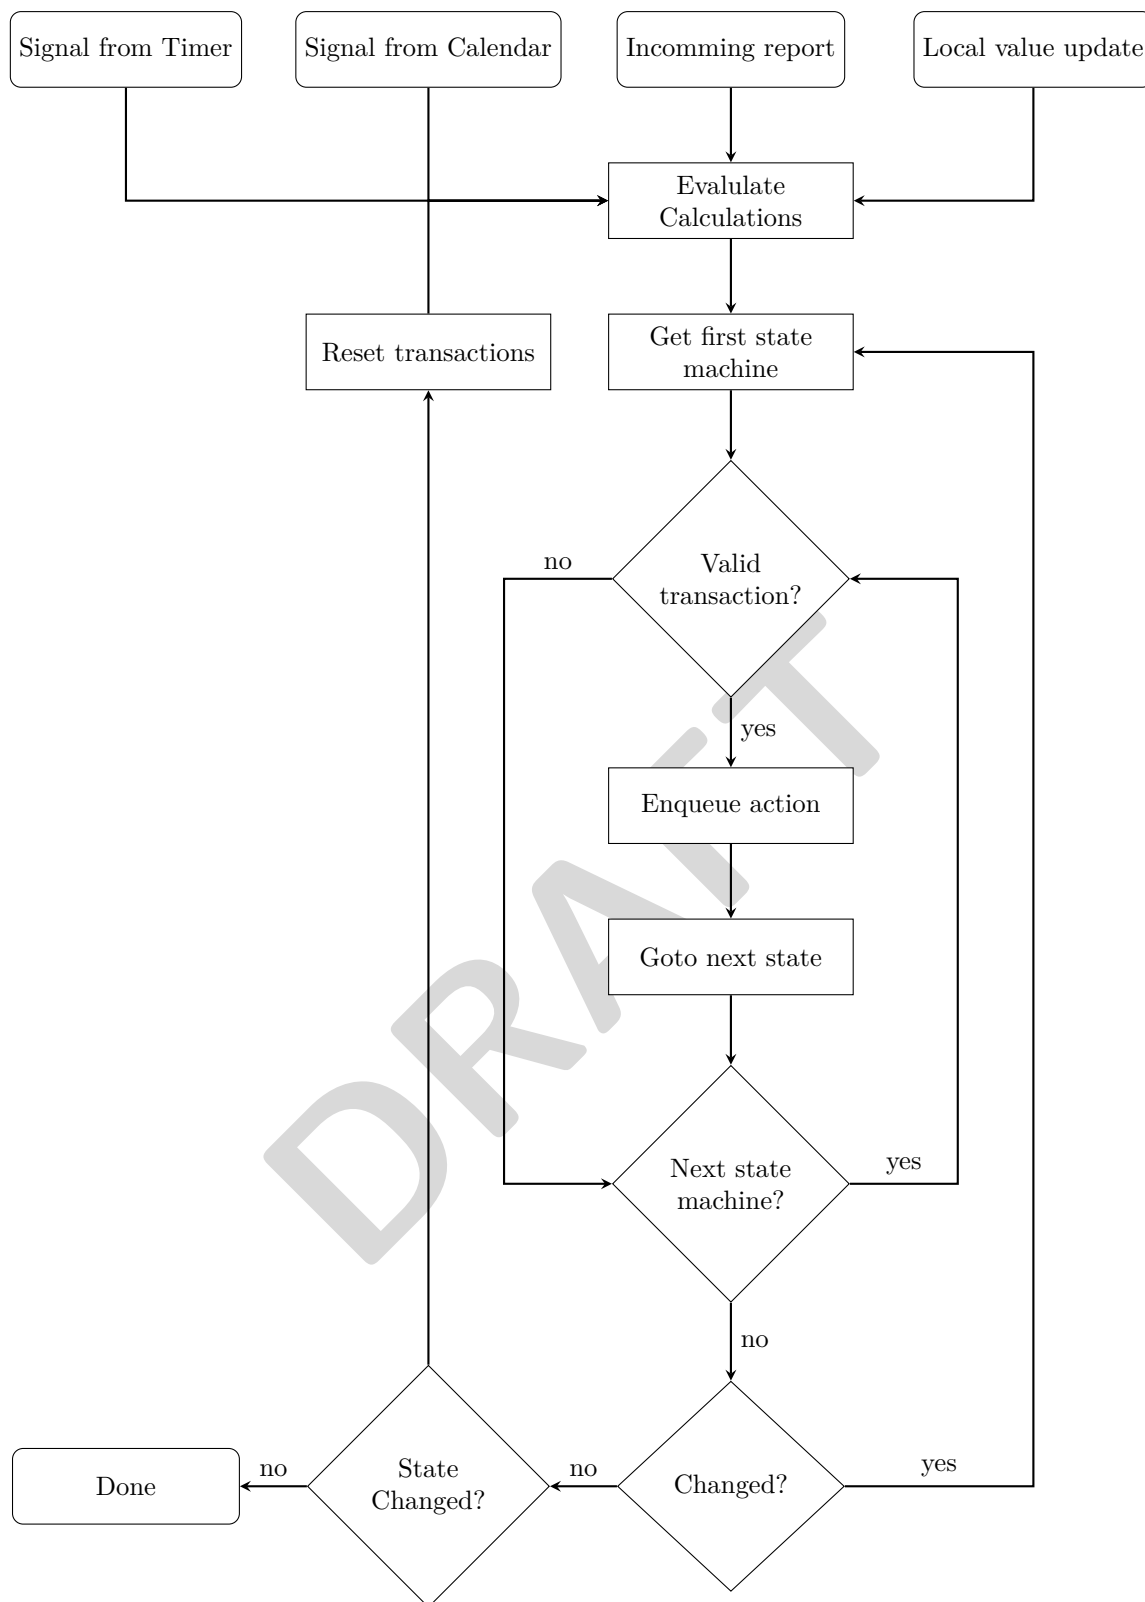 Signal from Timer
Signal from Calendar
Incomming report
Local value update
Evalulate
Calculations
Reset transactions
Get first state
machine
no
Valid
transaction?
yes
Enqueue action
Goto next state
Next state
machine?
yes
no
Done
no
State
Changed?
no
Changed?
yes
DRAFT